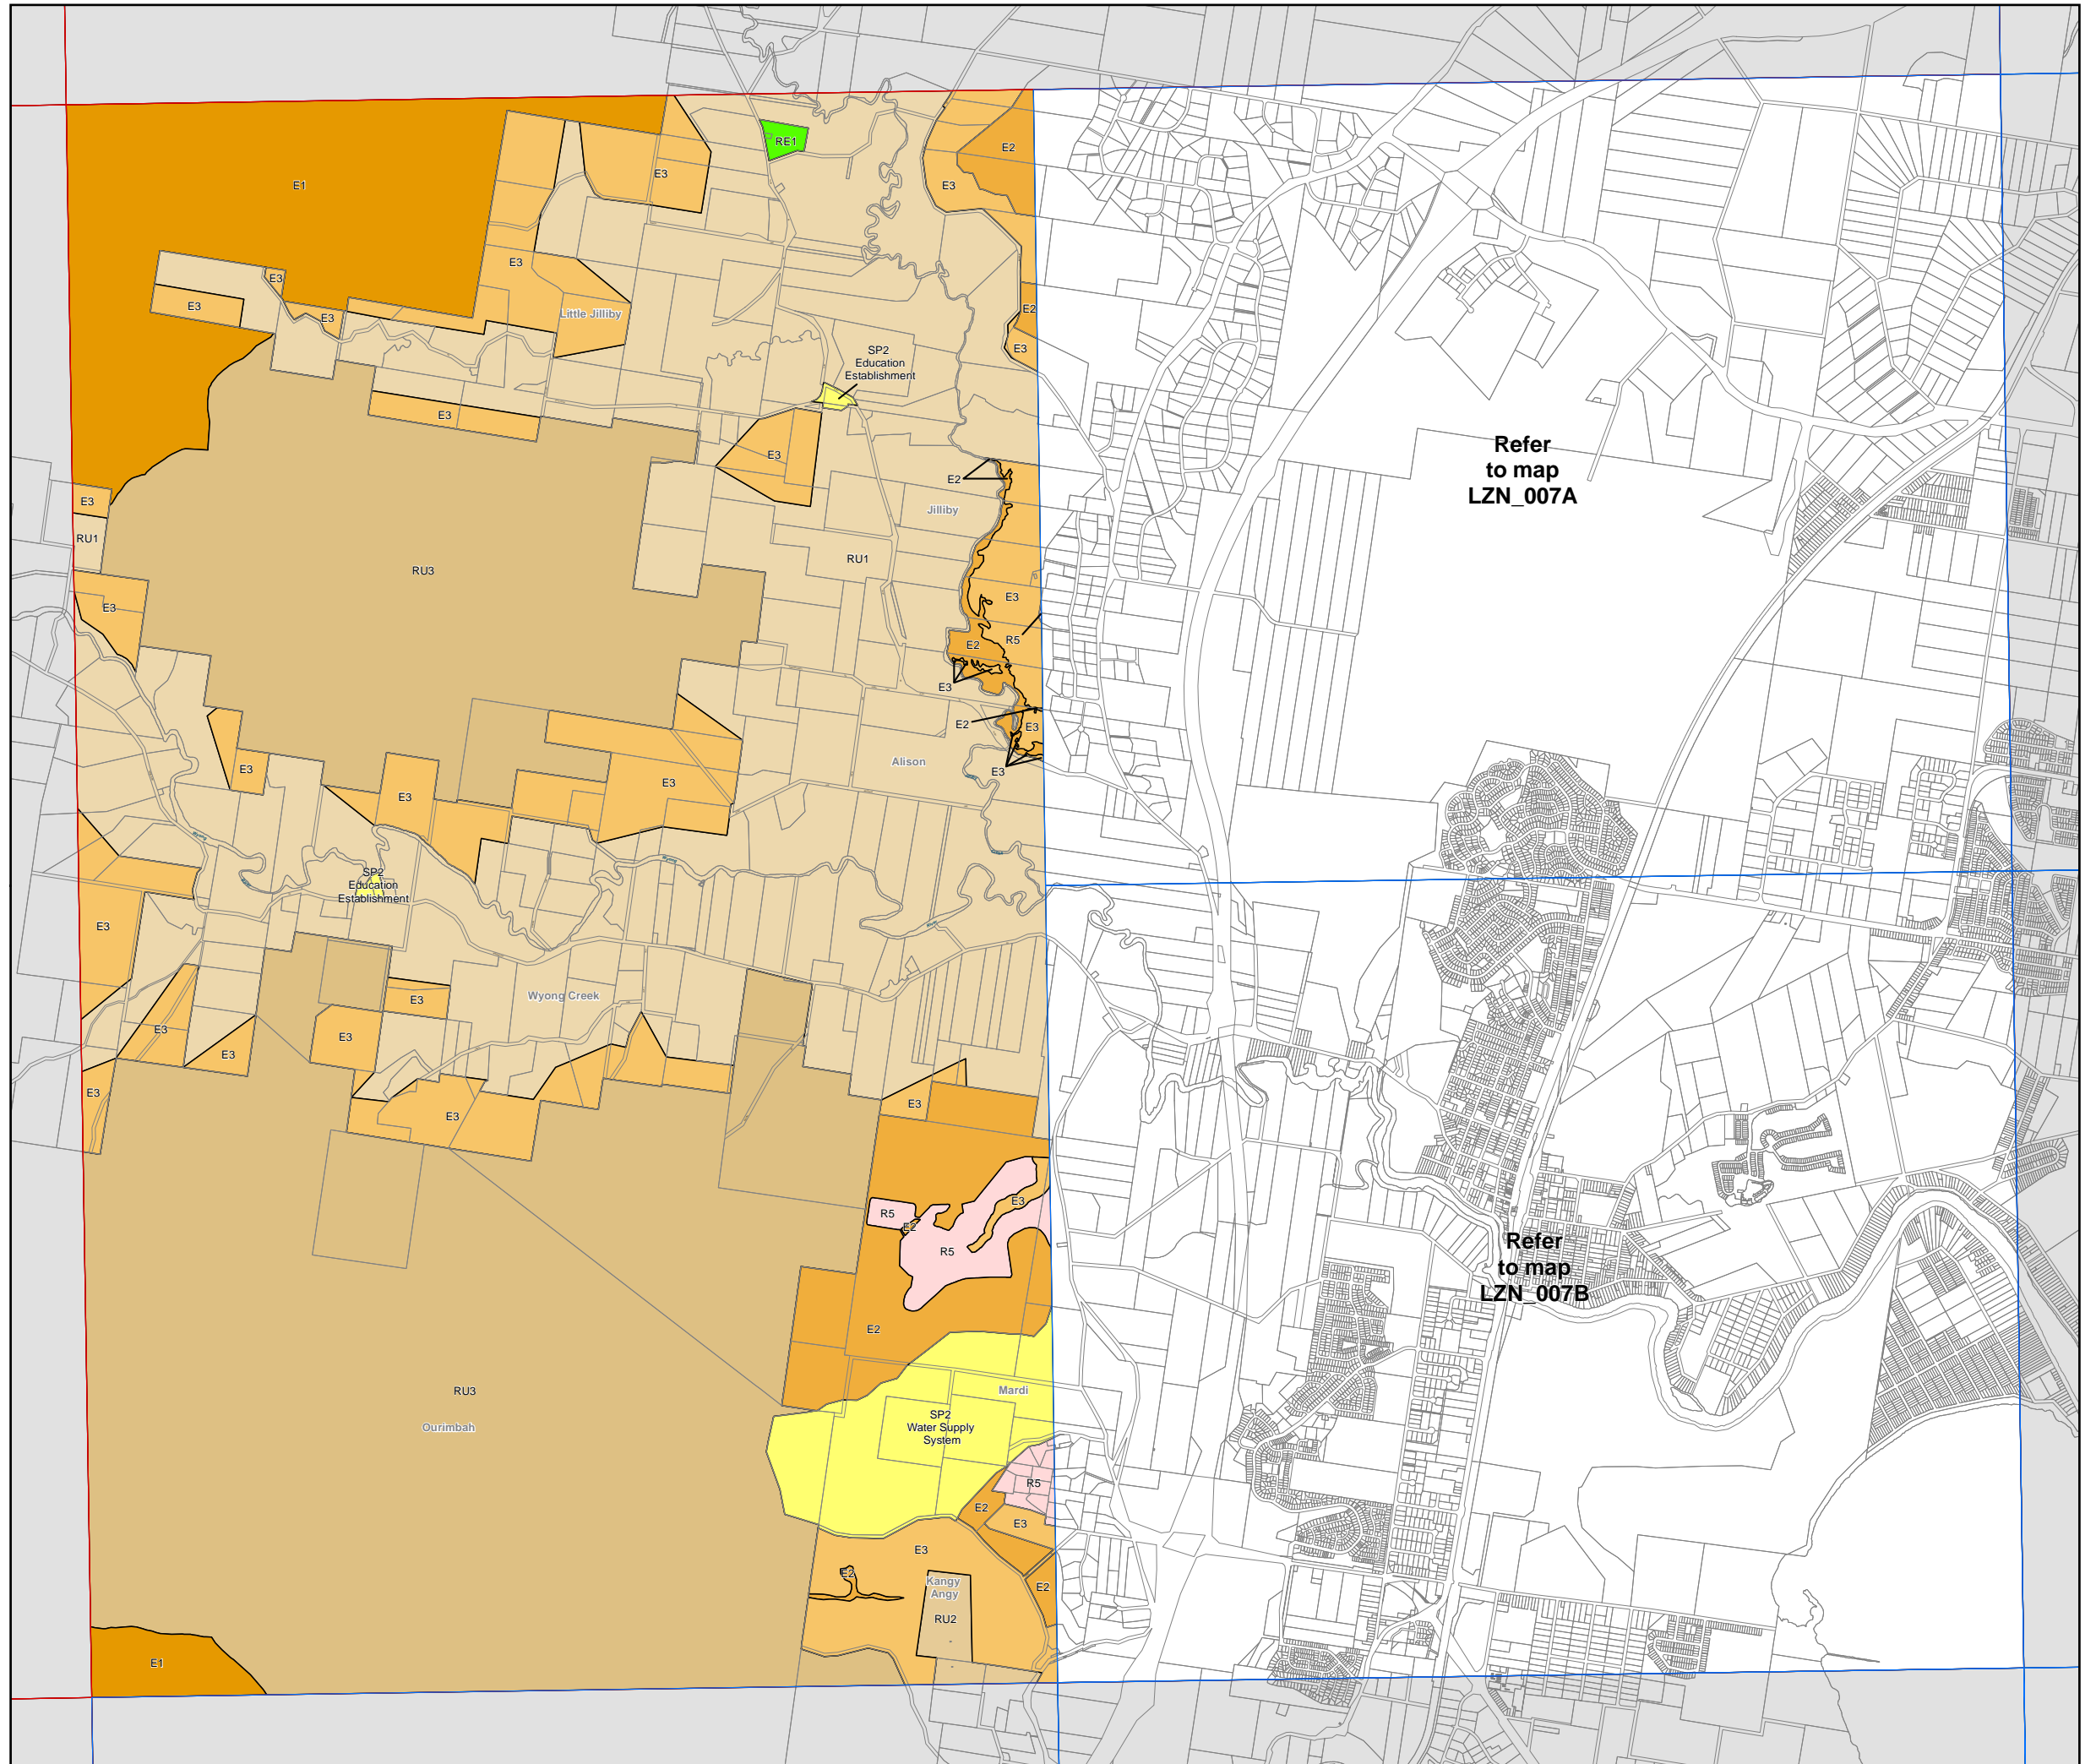 RE1
E2
E1
E3
E3
E3
E3
E2
E3
E3
Little Jilliby
E3
SP2
Education
Establishment
E3
Refer
to map
LZN_007A
E3
E2
E3
Jilliby
RU1
RU3
RU1
E3
E3
R5
E2
E3
E2
E3
Alison
E3
E3
E3
E3
SP2
Education
Establishment
E3
Wyong Creek
E3
E3
E3
E3
E3
E3
E3
E3
R5
E2
R5
Refer
to map
LZN_007B
E2
RU3
Mardi
Ourimbah
SP2
Water Supply
System
R5
E2
E3
E3
E2
Kangy
Angy
E2
RU2
E1